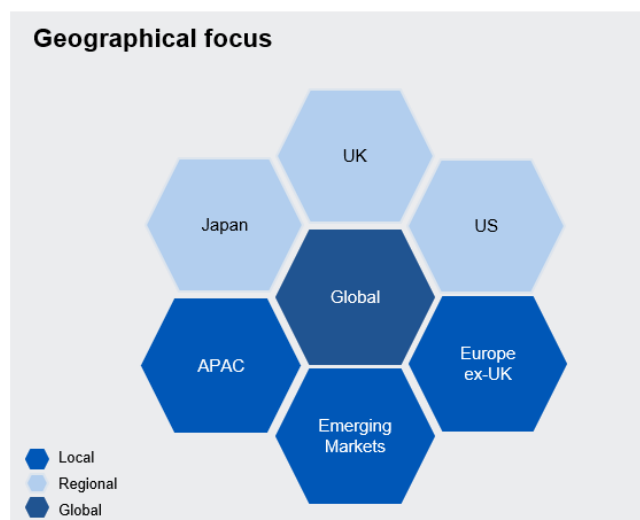 Geographical focus
UK
Japan
US
Global
APAC
Europe
ex-UK
Emerging
Markets
Local
Regional
Global